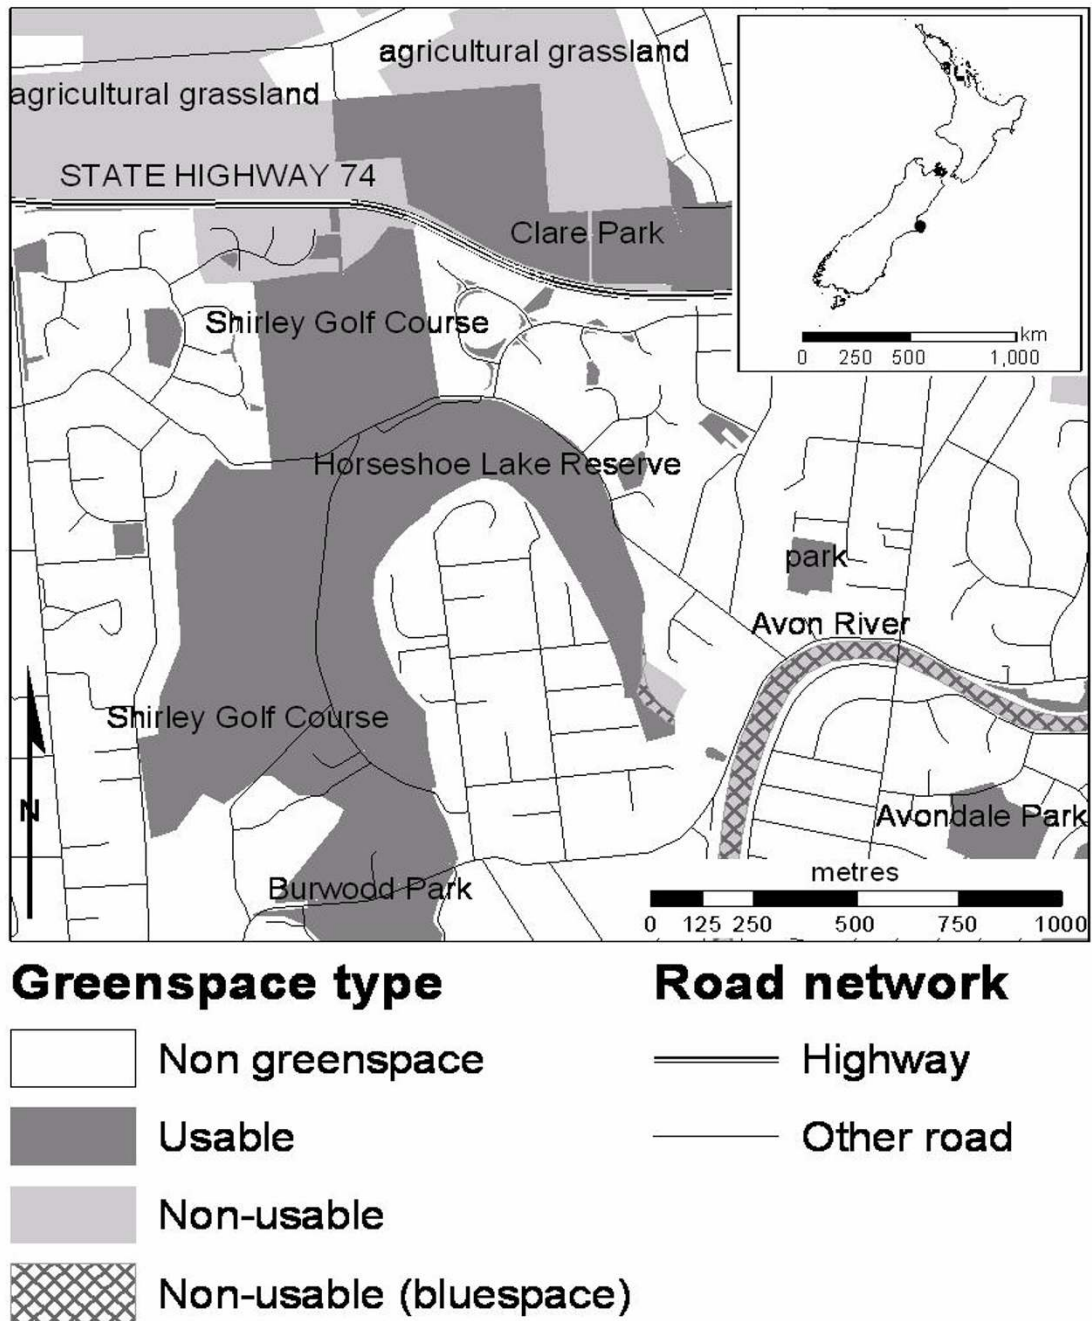 agricultural grassland
agricultural grassland
STATE HIGHWAY 74
Clare Park
km
0 250 500 1,000
Shirley Golf Course
Horseshoe Lake Reserve
park
Avon River
Shirley Golf Course
N
Avondale Park
Burwood Park
metres
0 125 250 500 750 1000
Greenspace type
Non greenspace
Usable
Non-usable
Non-usable (bluespace)
Road network
Highway
Other road